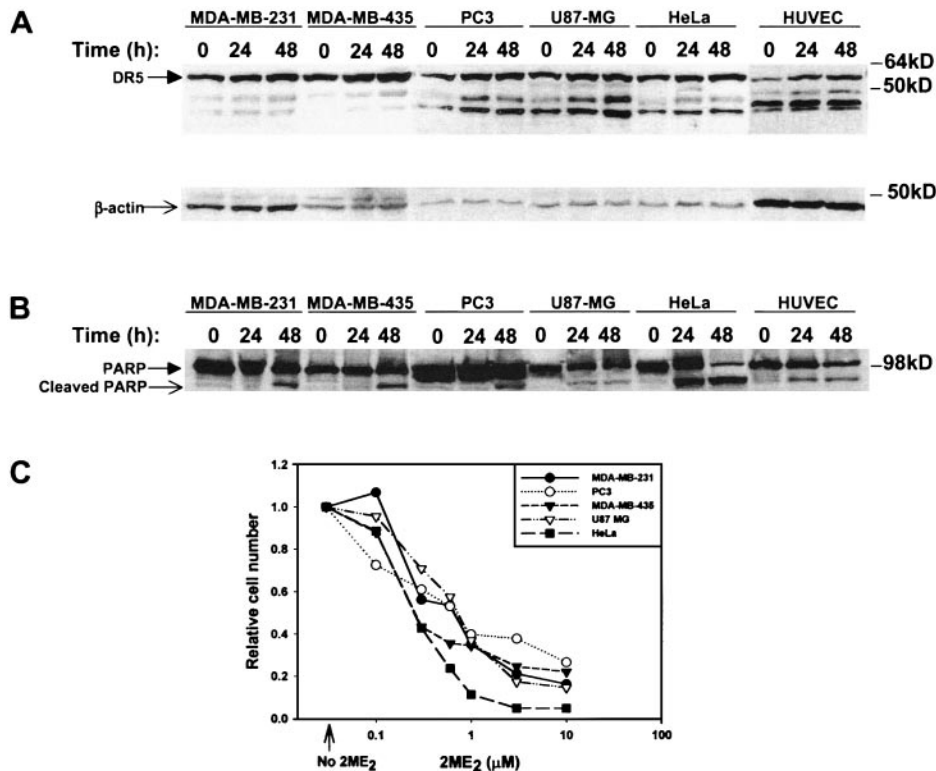 A
MDA-MB-231 MDA-MB-435 PC3 U87-MG HeLa HUVEC
Time (h): 0 24 48 0 24 48 0 24 48 0 24 48 0 24 48 0 24 48
DR5
–64kD
–50kD
β-actin
– 50kD
B
MDA-MB-231 MDA-MB-435 PC3 U87-MG HeLa HUVEC
Time (h): 0 24 48 0 24 48 0 24 48 0 24 48 0 24 48 0 24 48
PARP
–98kD
Cleaved PARP
C
Relative cell number
1.2
1.0
0.8
0.6
0.4
0.2
0.0
MDA-MB-231
PC3
MDA-MB-435
U87 MG
HeLa
0.1 1 10 100
No 2ME₂
2ME₂ (μM)